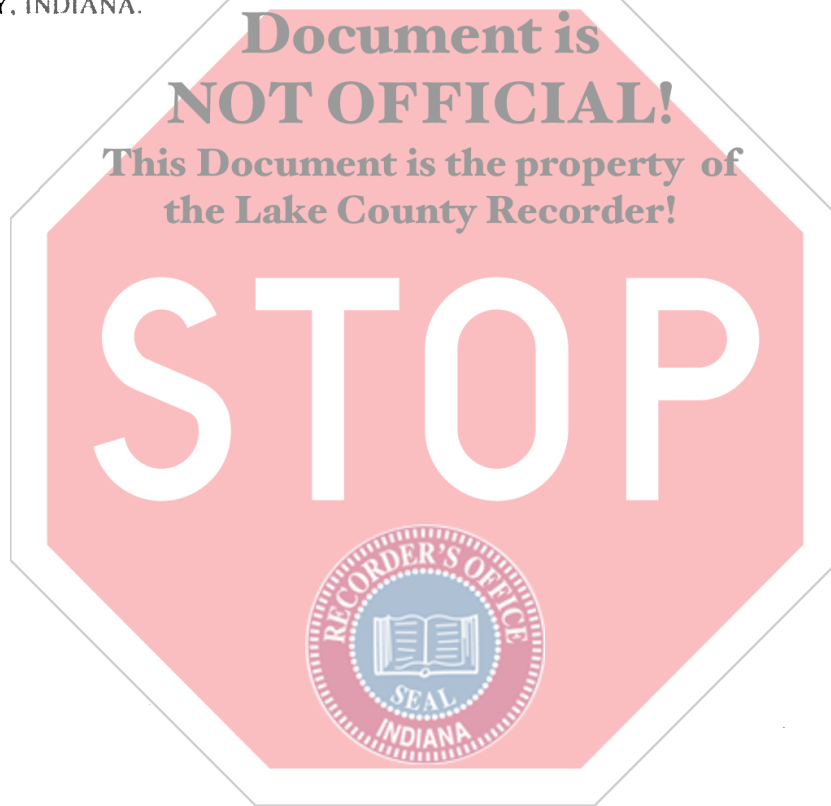 Y, INDIANA.
Document is
NOT OFFICIAL!
This Document is the property of
the Lake County Recorder!
STOP
RECORDER'S OFFICE
SEAL
INDIANA